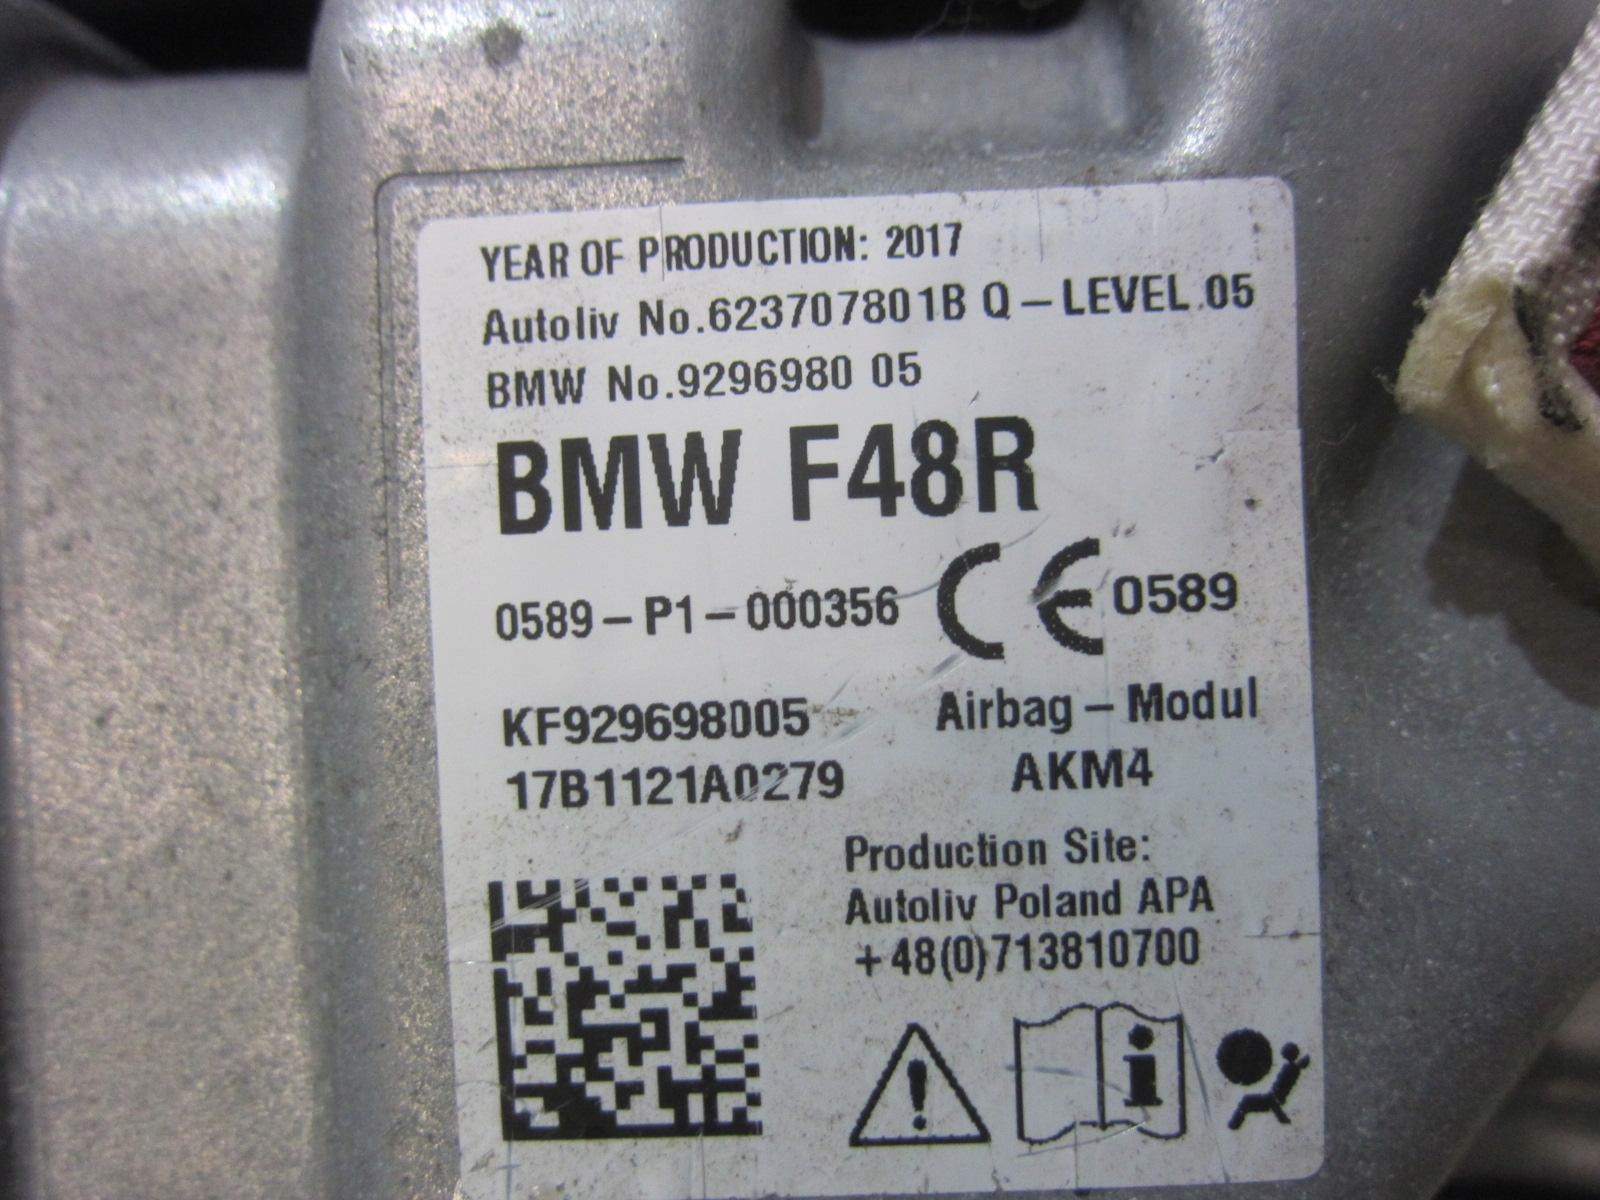 YEAR OF PRODUCTION: 2017
Autoliv No.623707801B Q-LEVEL 05
BMW No.9296980 05
BMW F48R
0589-P1-000356 CE 0589
KF929698005 Airbag-Modul
17B1121A0279 AKM4
Production Site:
Autoliv Poland APA
+48(0)713810700